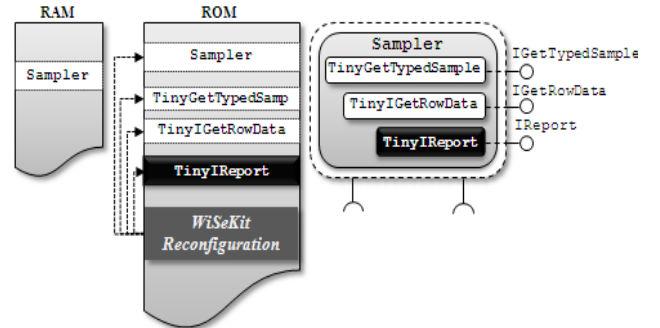 RAM
Sampler
ROM
Sampler
TinyGetTypedSamp
TinyIGetRowData
TinyIReport
WiSeKit
Reconfiguration
Sampler
TinyGetTypedSample
TinyIGetRowData
TinyIReport
IGetTypedSample
IGetRowData
IReport